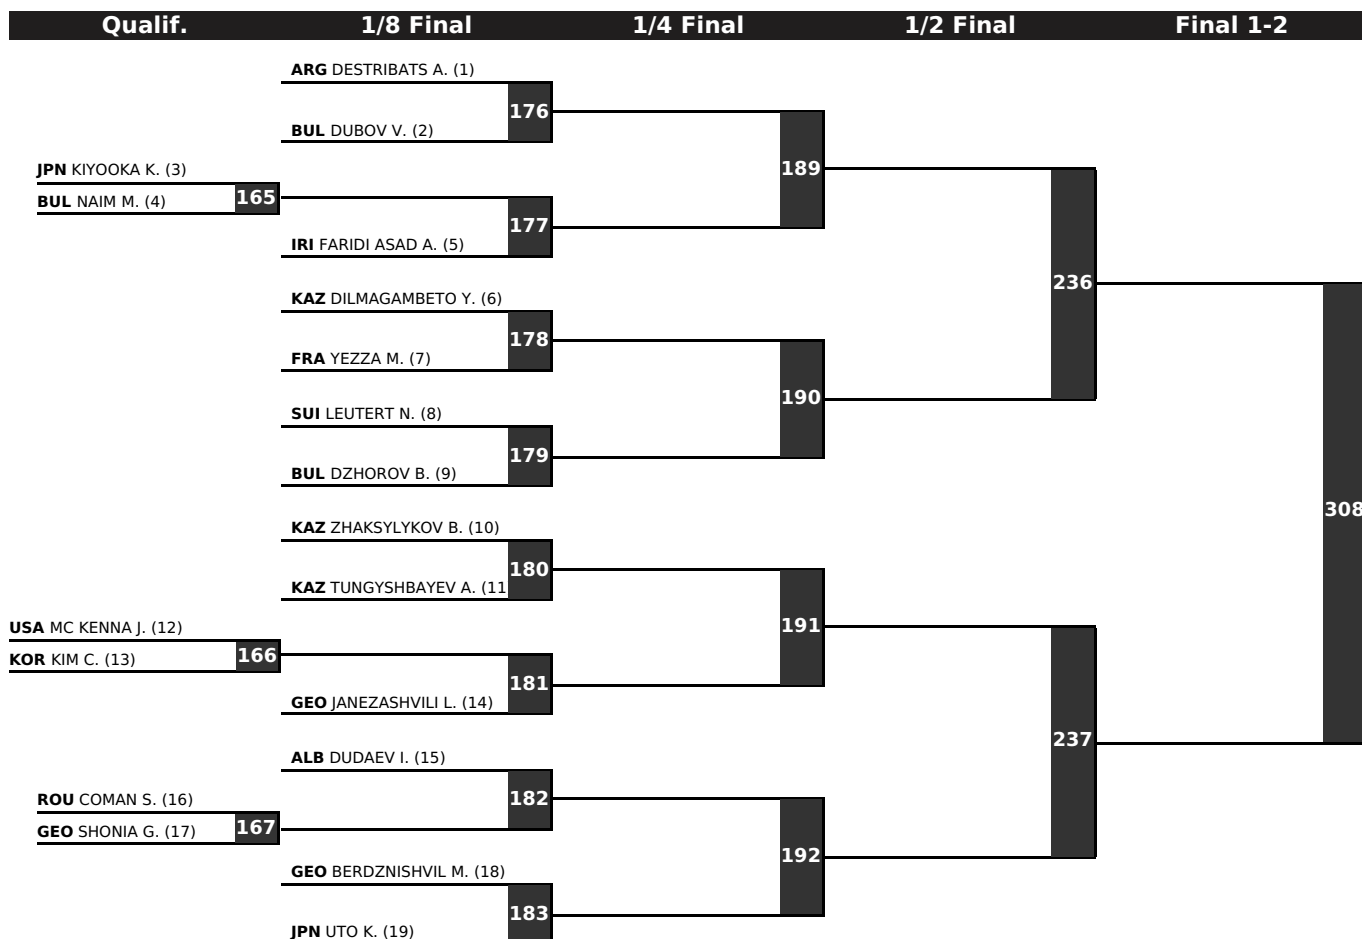 Qualif. 1/8 Final 1/4 Final 1/2 Final Final 1-2
ARG DESTRIBATS A. (1)
176
BUL DUBOV V. (2)
JPN KIYOOKA K. (3)
189
BUL NAIM M. (4) 165
177
IRI FARIDI ASAD A. (5)
236
KAZ DILMAGAMBETO Y. (6)
178
FRA YEZZA M. (7)
190
SUI LEUTERT N. (8)
179
BUL DZHOROV B. (9)
308
KAZ ZHAKSYLYKOV B. (10)
180
KAZ TUNGYSHBAYEV A. (11
191
USA MC KENNA J. (12)
166
KOR KIM C. (13)
181
GEO JANEZASHVILI L. (14)
237
ALB DUDAEV I. (15)
182
ROU COMAN S. (16)
167
GEO SHONIA G. (17)
192
GEO BERDZNISHVIL M. (18)
183
JPN UTO K. (19)